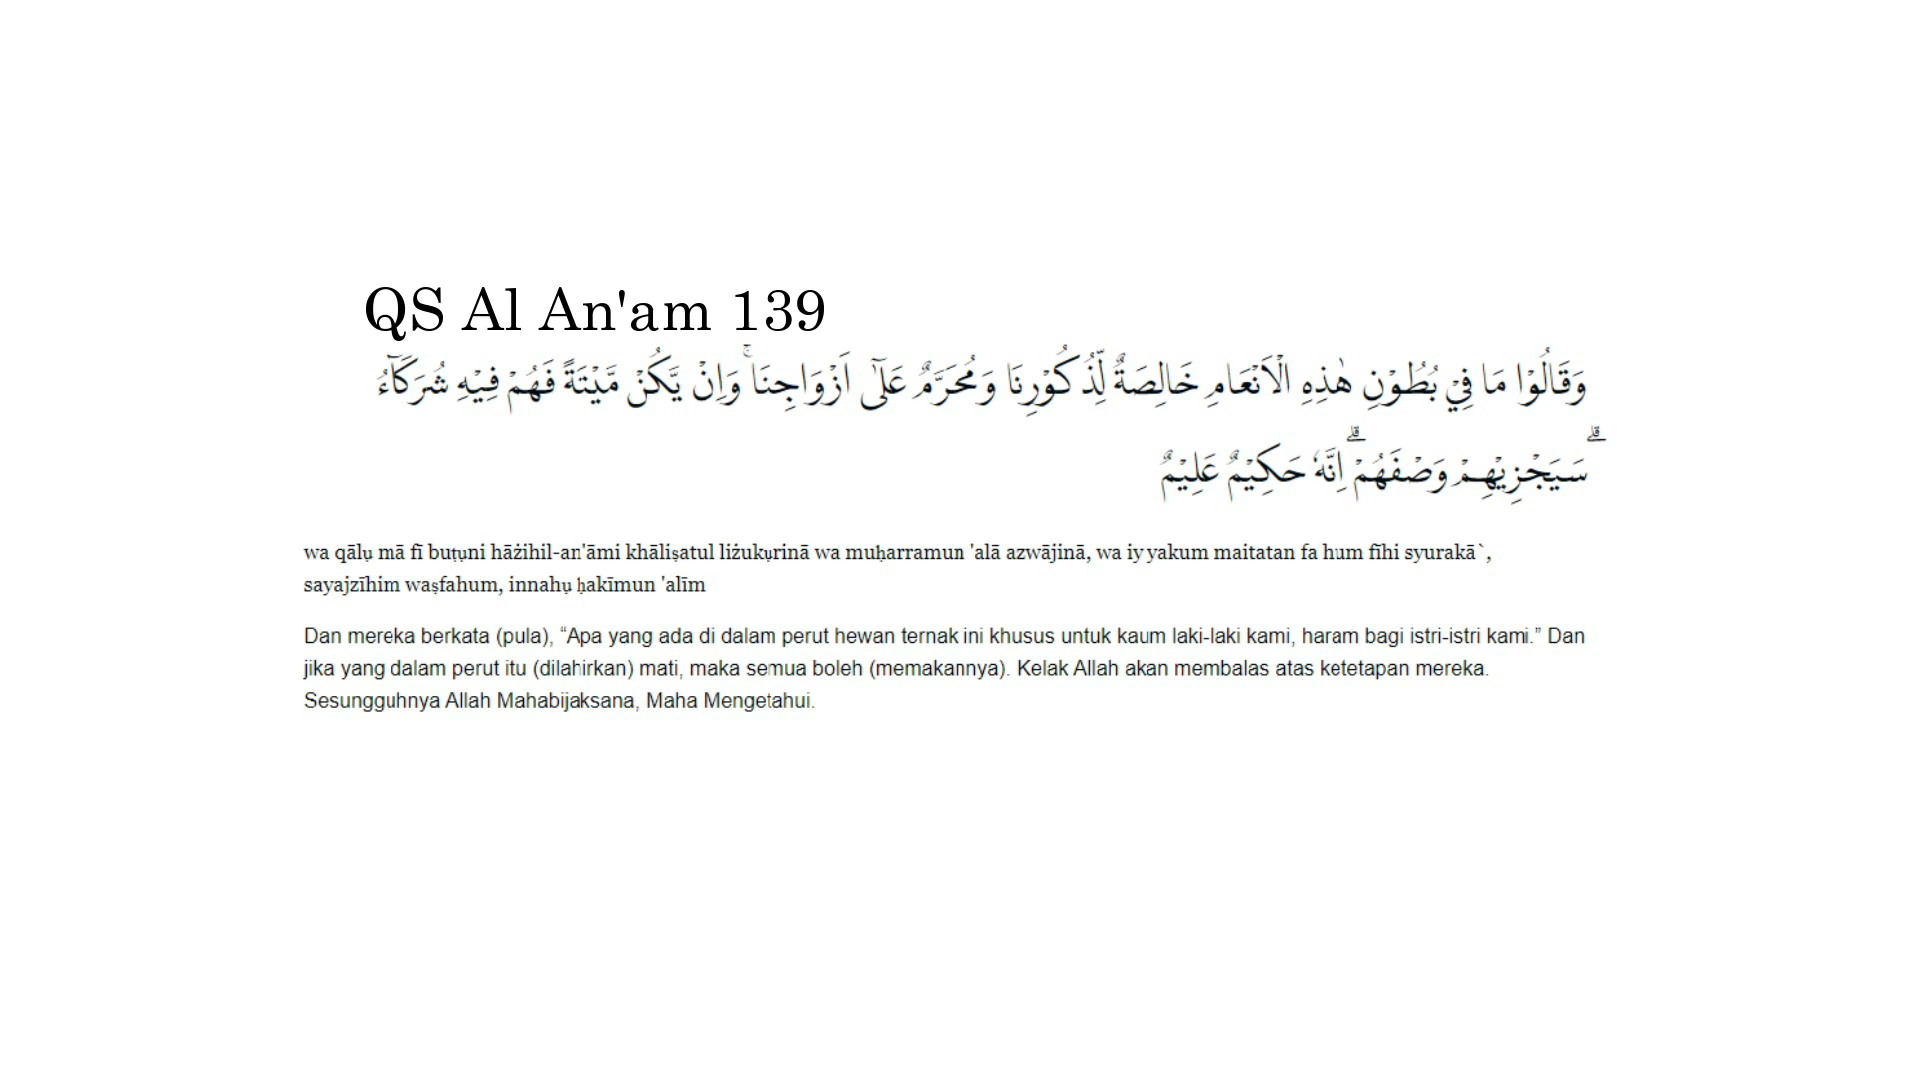 QS Al An'am 139
وَقَالُوْا مَا فِيْ بُطُوْنِ هٰذِهِ الْاَنْعَامِ خَالِصَةٌ لِّذُكُوْرِنَا وَمُحَرَّمٌ عَلٰٓى اَزْوَاجِنَاۚ وَاِنْ يَّكُنْ مَّيْتَةً فَهُمْ فِيْهِ شُرَكَاۤءُ ۗ
سَيَجْزِيْهِمْ وَصْفَهُمْۗ اِنَّهٗ حَكِيْمٌ عَلِيْمٌ
wa qālụ mā fī buṭụni hāżihil-an'āmi khāliṣatul liżukụrinā wa muḥarramun 'alā azwājinā, wa iy yakum maitatan fa hum fīhi syurakā`,
sayajzīhim waṣfahum, innahụ ḥakīmun 'alīm
Dan mereka berkata (pula), “Apa yang ada di dalam perut hewan ternak ini khusus untuk kaum laki-laki kami, haram bagi istri-istri kami.” Dan
jika yang dalam perut itu (dilahirkan) mati, maka semua boleh (memakannya). Kelak Allah akan membalas atas ketetapan mereka.
Sesungguhnya Allah Mahabijaksana, Maha Mengetahui.